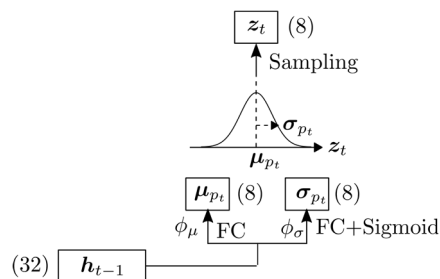 z_t (8)
Sampling
σ_{p_t}
z_t
μ_{p_t}
μ_{p_t} (8) σ_{p_t} (8)
ϕ_μ FC ϕ_σ FC+Sigmoid
(32) h_{t−1}